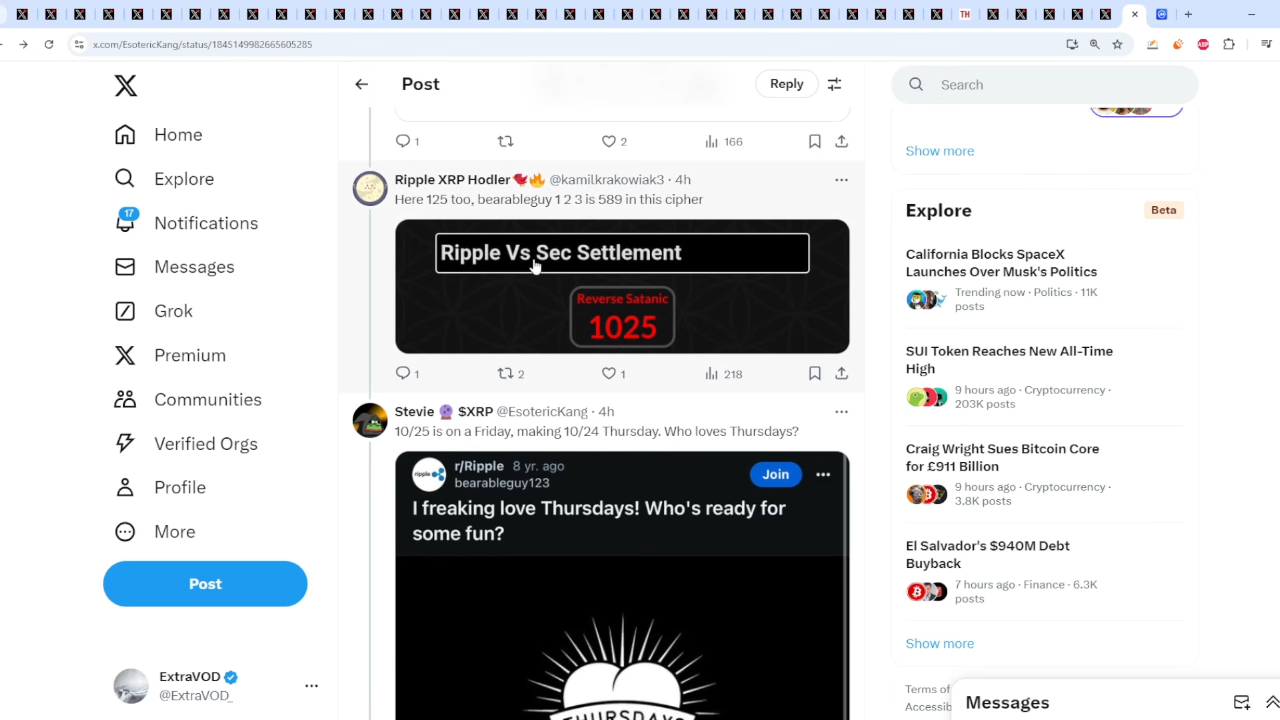 TH
x.com/EsotericKang/status/1845149982665605285
ABP
Home
Explore
17
Notifications
Messages
Grok
Premium
Communities
Verified Orgs
Profile
More
Post
ExtraVOD
@ExtraVOD_
Post
Reply
1
2
166
Ripple XRP Hodler @kamilkrakowiak3 · 4h
Here 125 too, bearableguy 1 2 3 is 589 in this cipher
Ripple Vs Sec Settlement
Reverse Satanic
1025
1
2
1
218
Stevie $XRP @EsotericKang · 4h
10/25 is on a Friday, making 10/24 Thursday. Who loves Thursdays?
ripple
r/Ripple 8 yr. ago
bearableguy123
Join
I freaking love Thursdays! Who's ready for
some fun?
THURSDAYS
Search
Show more
Explore
Beta
California Blocks SpaceX
Launches Over Musk's Politics
Trending now · Politics · 11K
posts
SUI Token Reaches New All-Time
High
9 hours ago · Cryptocurrency ·
203K posts
Craig Wright Sues Bitcoin Core
for £911 Billion
9 hours ago · Cryptocurrency ·
3.8K posts
El Salvador's $940M Debt
Buyback
7 hours ago · Finance · 6.3K
posts
Show more
Terms of
Accessib
Messages